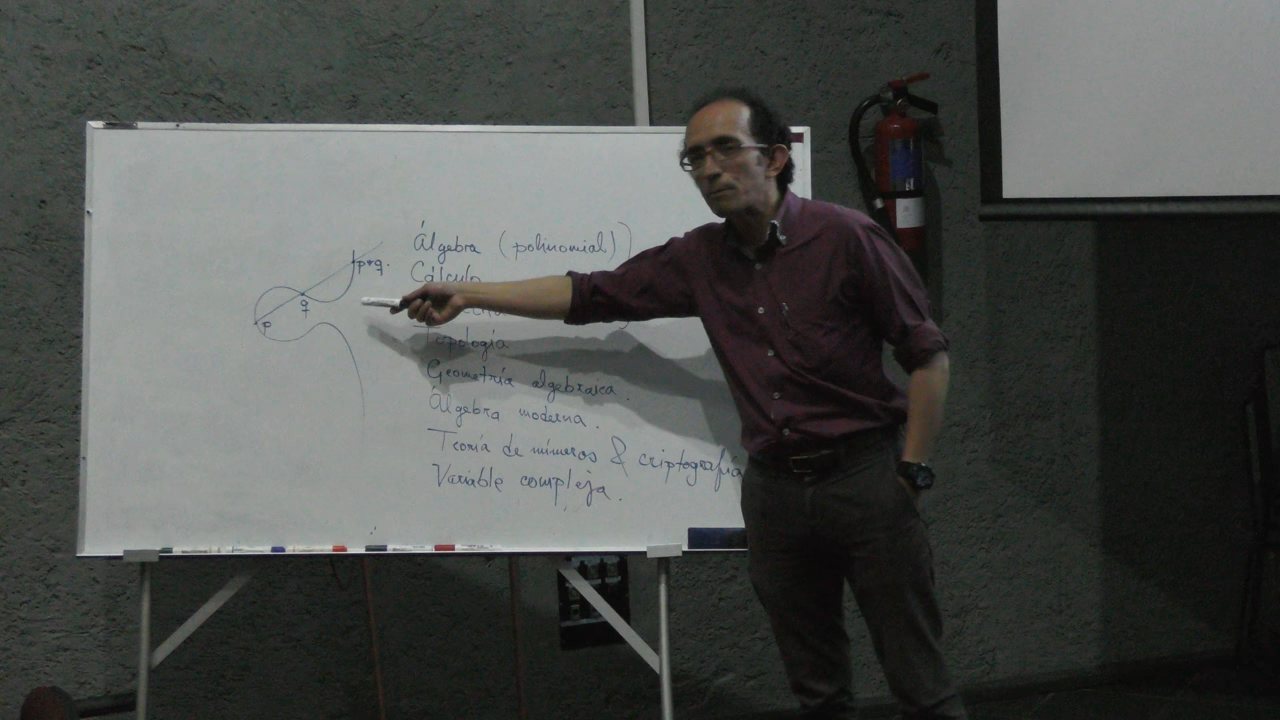 Álgebra (polinomial)
Cálculo
Topología
Geometría algebraica.
Álgebra moderna.
Teoría de números & criptografía
Variable compleja.
p+q.
q
p